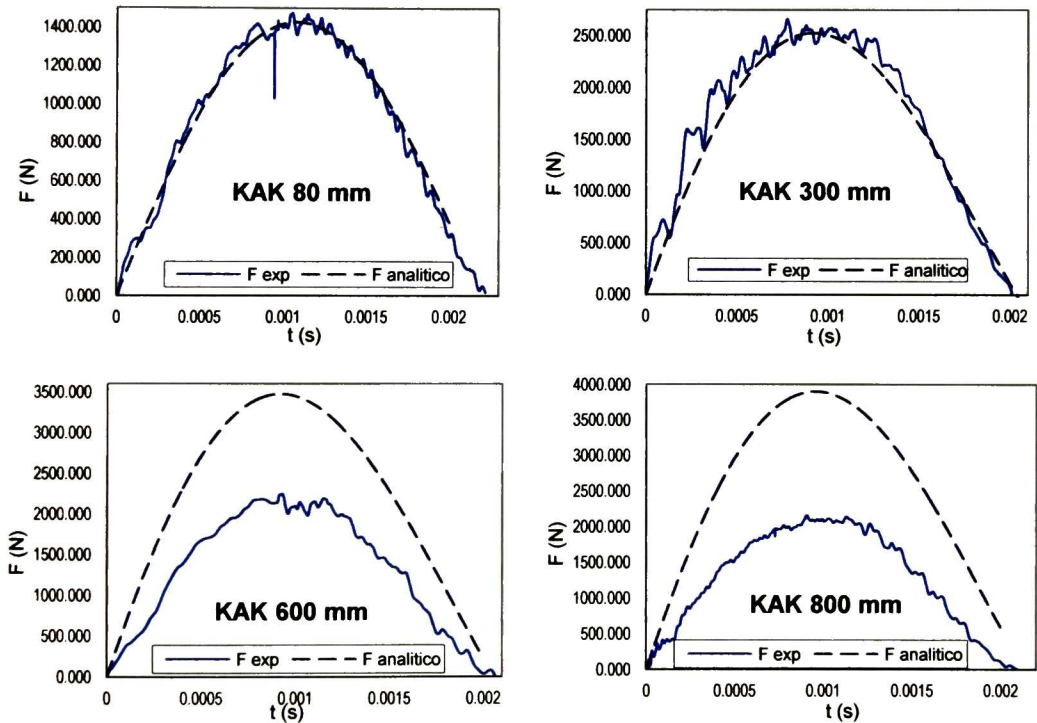 1400.000
1200.000
1000.000
800.000
600.000
400.000
200.000
0.000
F (N)
KAK 80 mm
F exp
F analitico
0
0.0005
0.001
0.0015
0.002
t (s)
2500.000
2000.000
1500.000
1000.000
500.000
0.000
F (N)
KAK 300 mm
F exp
F analitico
0
0.0005
0.001
0.0015
0.002
t (s)
3500.000
3000.000
2500.000
2000.000
1500.000
1000.000
500.000
0.000
F (N)
KAK 600 mm
F exp
F analitico
0
0.0005
0.001
0.0015
0.002
t (s)
4000.000
3500.000
3000.000
2500.000
2000.000
1500.000
1000.000
500.000
0.000
F (N)
KAK 800 mm
F exp
F analitico
0
0.0005
0.001
0.0015
0.002
t (s)